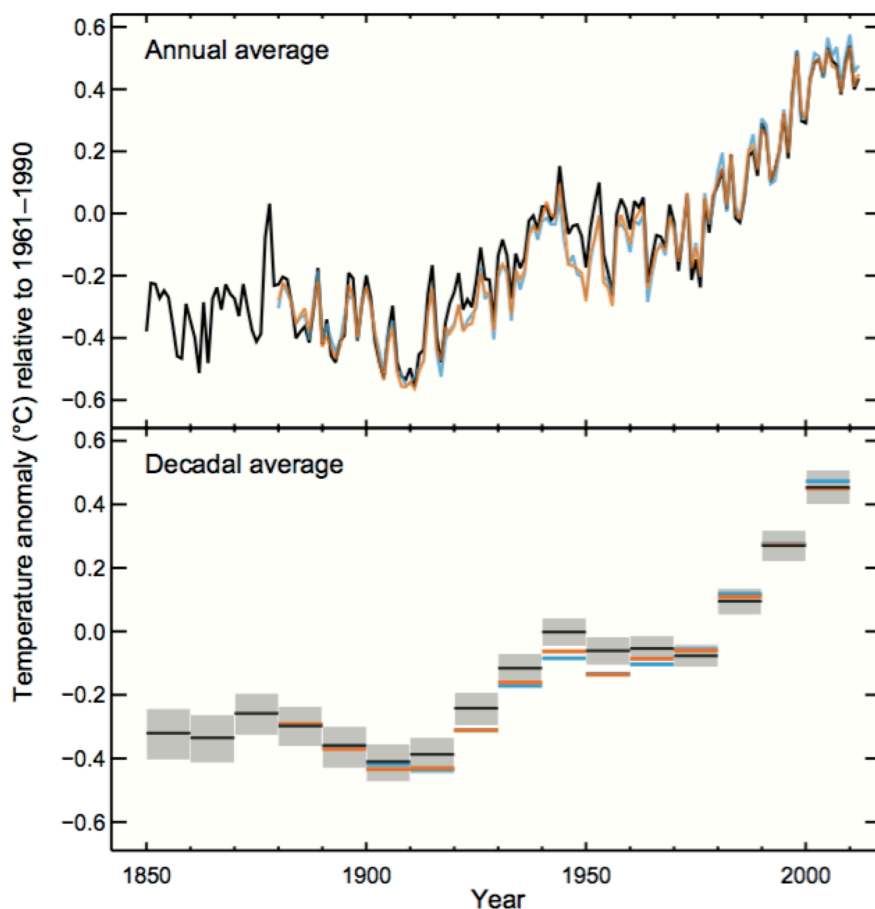 Temperature anomaly (°C) relative to 1961–1990
Annual average
0.6
0.4
0.2
0.0
−0.2
−0.4
−0.6
Decadal average
0.6
0.4
0.2
0.0
−0.2
−0.4
−0.6
1850 1900 1950 2000
Year